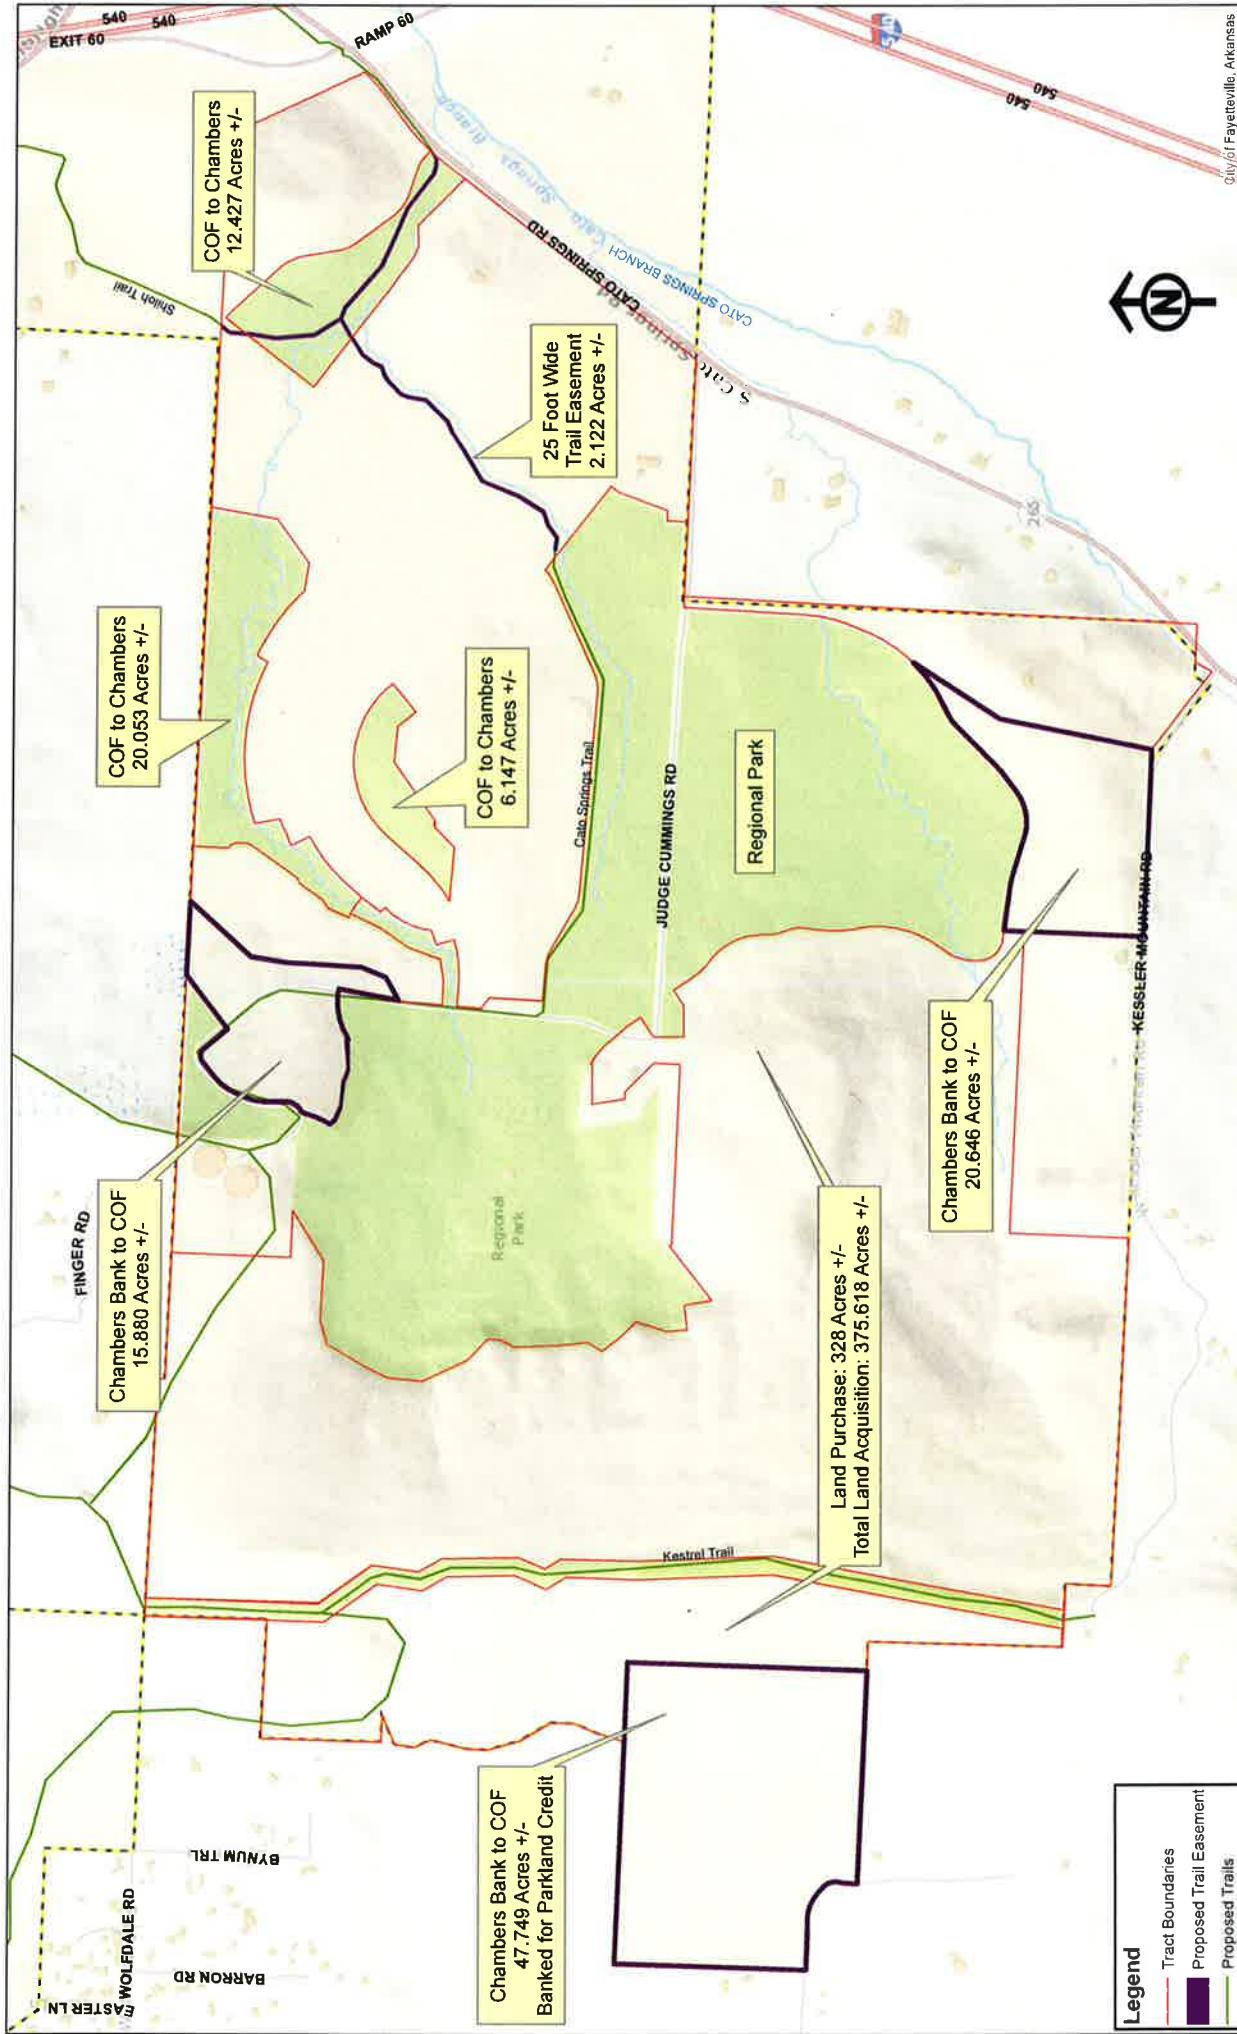 EASTER LN
WOLFDALE RD
BARRON RD
BYNUM TRL
FINGER RD
EXIT 60
540
540
RAMP 60
Shiloh Trail
Chambers Bank to COF
15.880 Acres +/-
COF to Chambers
20.053 Acres +/-
COF to Chambers
12.427 Acres +/-
COF to Chambers
6.147 Acres +/-
25 Foot Wide
Trail Easement
2.122 Acres +/-
Chambers Bank to COF
47.749 Acres +/-
Banked for Parkland Credit
Kestrel Trail
Regional
Park
Cato Springs Trail
JUDGE CUMMINGS RD
Regional Park
CATO SPRINGS RD
S Cato Springs Rd
Cato Springs Branch
CATO SPRINGS BRANCH
Land Purchase: 328 Acres +/-
Total Land Acquisition: 375.618 Acres +/-
Chambers Bank to COF
20.646 Acres +/-
KESSLER MOUNTAIN RD
265
540
540
N
Legend
Tract Boundaries
Proposed Trail Easement
Proposed Trails
City of Fayetteville, Arkansas